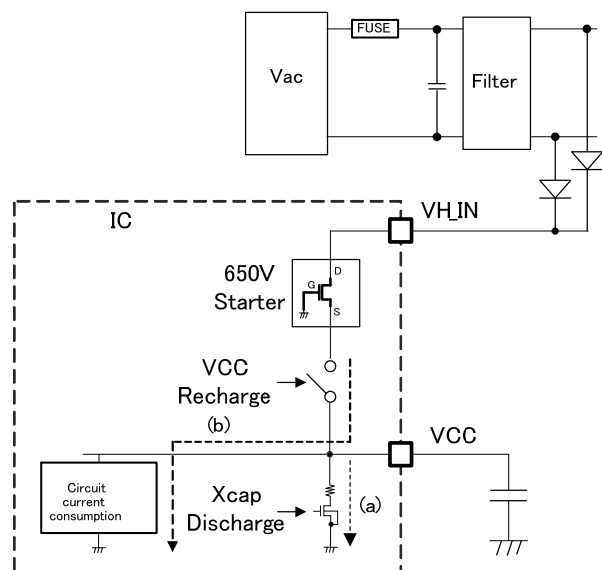 FUSE
Vac
Filter
IC
VH_IN
650V
Starter
D
G
S
VCC
Recharge
(b)
VCC
Circuit
current
consumption
Xcap
Discharge
(a)